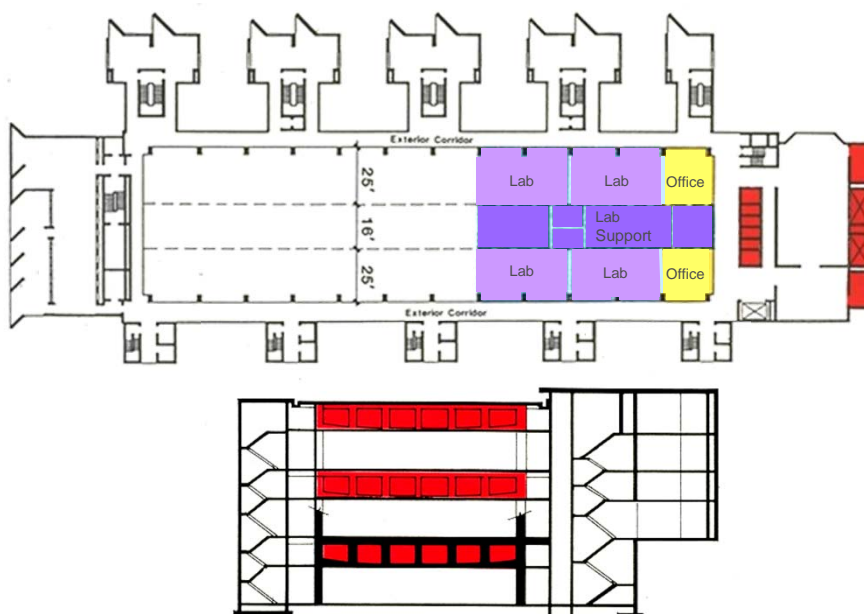 Exterior Corridor
25'
16'
25'
Lab
Lab
Office
Lab
Support
Lab
Lab
Office
Exterior Corridor